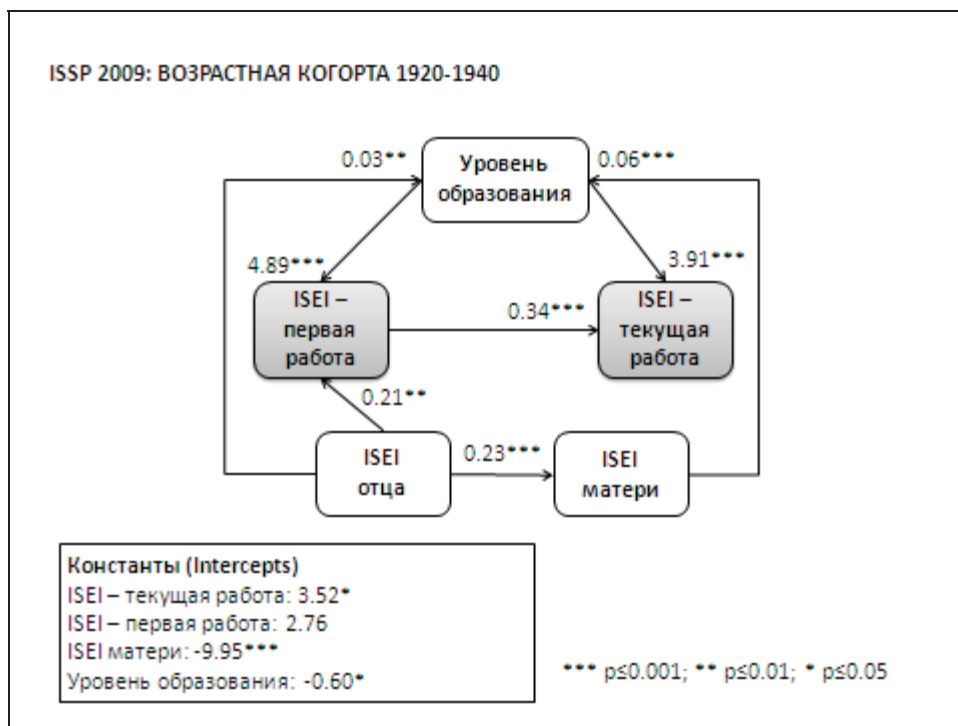 ISSP 2009: ВОЗРАСТНАЯ КОГОРТА 1920-1940
0.03**
Уровень
образования
0.06***
4.89***
3.91***
ISEI –
первая
работа
0.34***
ISEI –
текущая
работа
0.21**
ISEI
отца
0.23***
ISEI
матери
Константы (Intercepts)
ISEI – текущая работа: 3.52*
ISEI – первая работа: 2.76
ISEI матери: -9.95***
Уровень образования: -0.60*
*** p≤0.001; ** p≤0.01; * p≤0.05